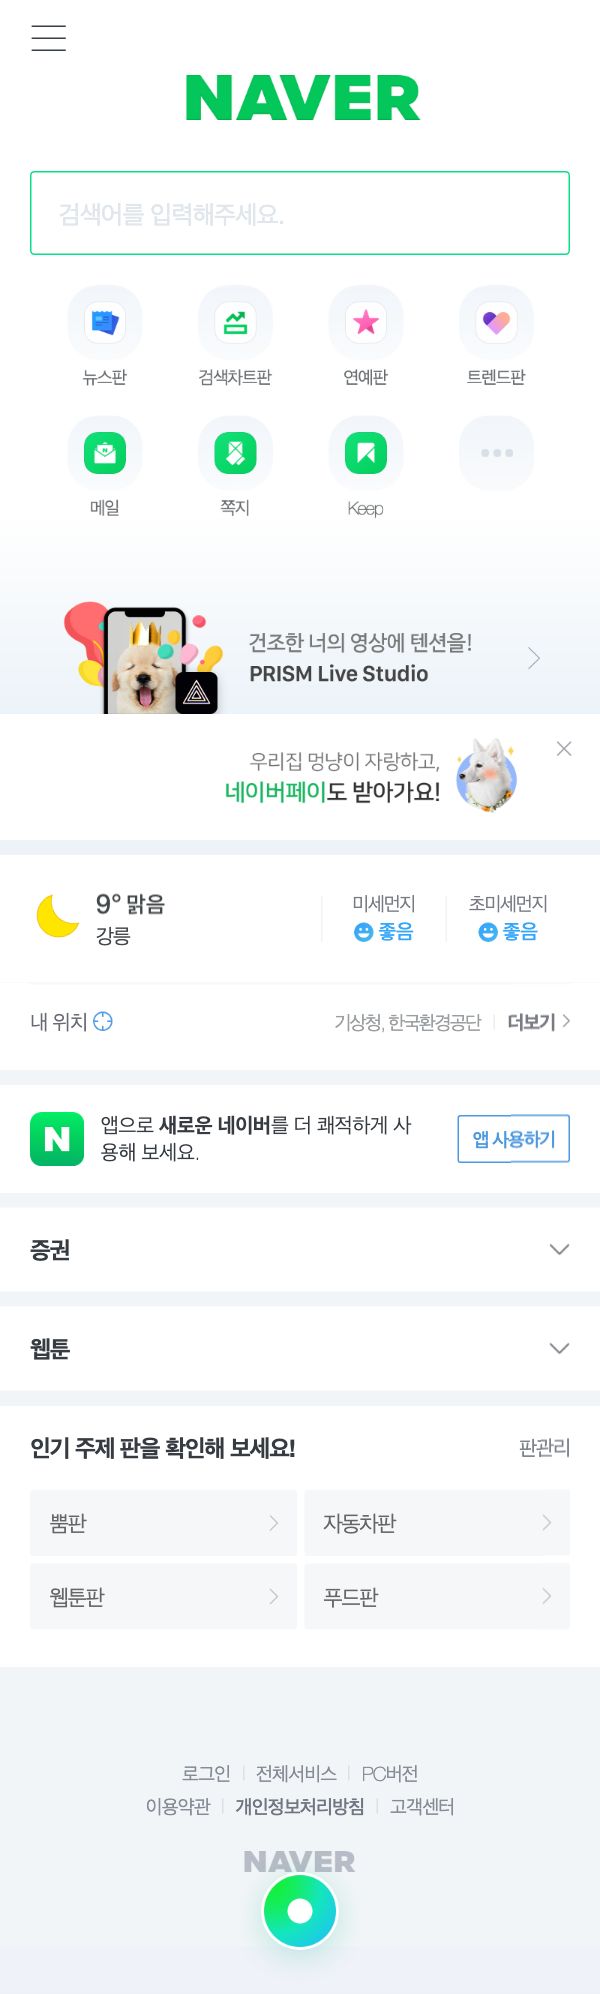 NAVER
검색어를 입력해주세요.
뉴스판 검색차트판 연예판 트렌드판
메일 쪽지 Keep
건조한 너의 영상에 텐션을!
PRISM Live Studio
우리집 멍냥이 자랑하고,
네이버페이도 받아가요!
9° 맑음
강릉
미세먼지
좋음
초미세먼지
좋음
내 위치
기상청, 한국환경공단
더보기
앱으로 새로운 네이버를 더 쾌적하게 사
용해 보세요.
앱 사용하기
증권
웹툰
인기 주제 판을 확인해 보세요!
판관리
뿜판
자동차판
웹툰판
푸드판
로그인 전체서비스 PC버전
이용약관 개인정보처리방침 고객센터
NAVER